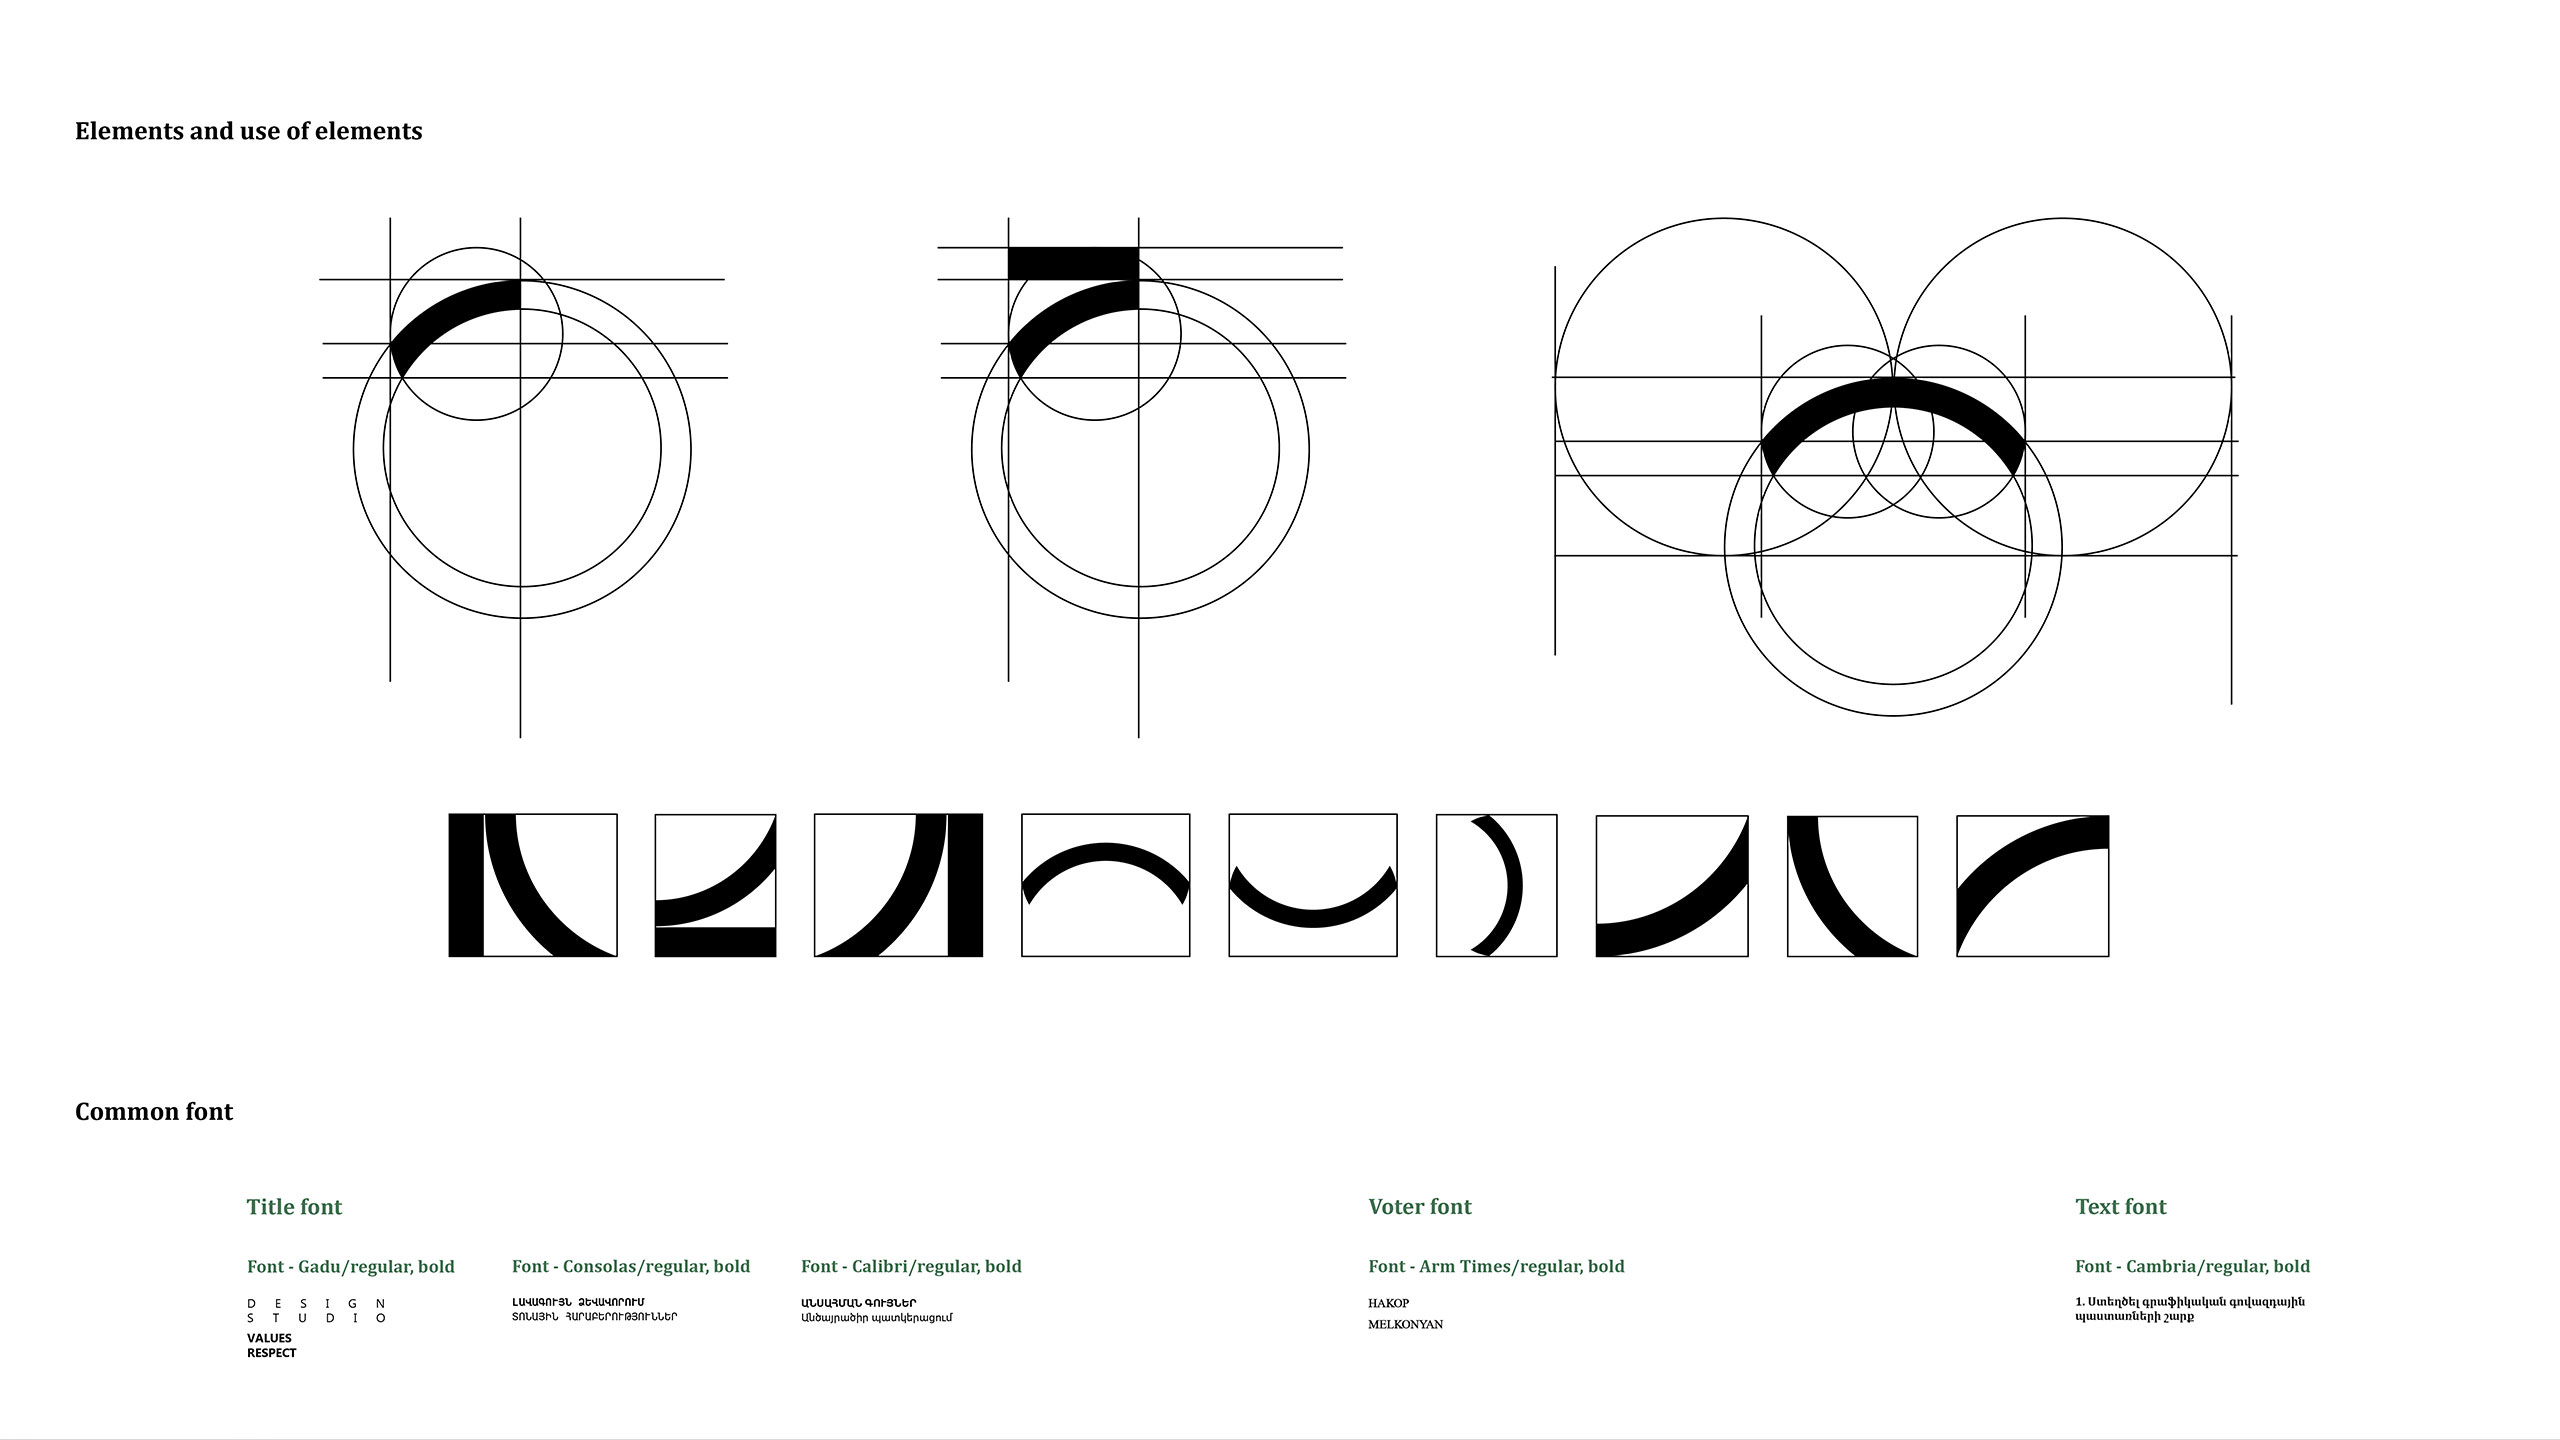 Elements and use of elements
Common font
Title font
Font - Gadu/regular, bold
D E S I G N
S T U D I O
VALUES
RESPECT
Font - Consolas/regular, bold
ԼԱՎԱԳՈՒՅՆ ՁԵՎԱՎՈՐՈՒՄ
ՏՈՆԱՅԻՆ ՀԱՐԱԲԵՐՈՒԹՅՈՒՆՆԵՐ
Font - Calibri/regular, bold
ԱՆՍԱՀՄԱՆ ԳՈՒՅՆԵՐ
Անծայրածիր պատկերացում
Voter font
Font - Arm Times/regular, bold
HAKOP
MELKONYAN
Text font
Font - Cambria/regular, bold
1. Ստեղծել գրաֆիկական գովազդային
պաստառների շարք